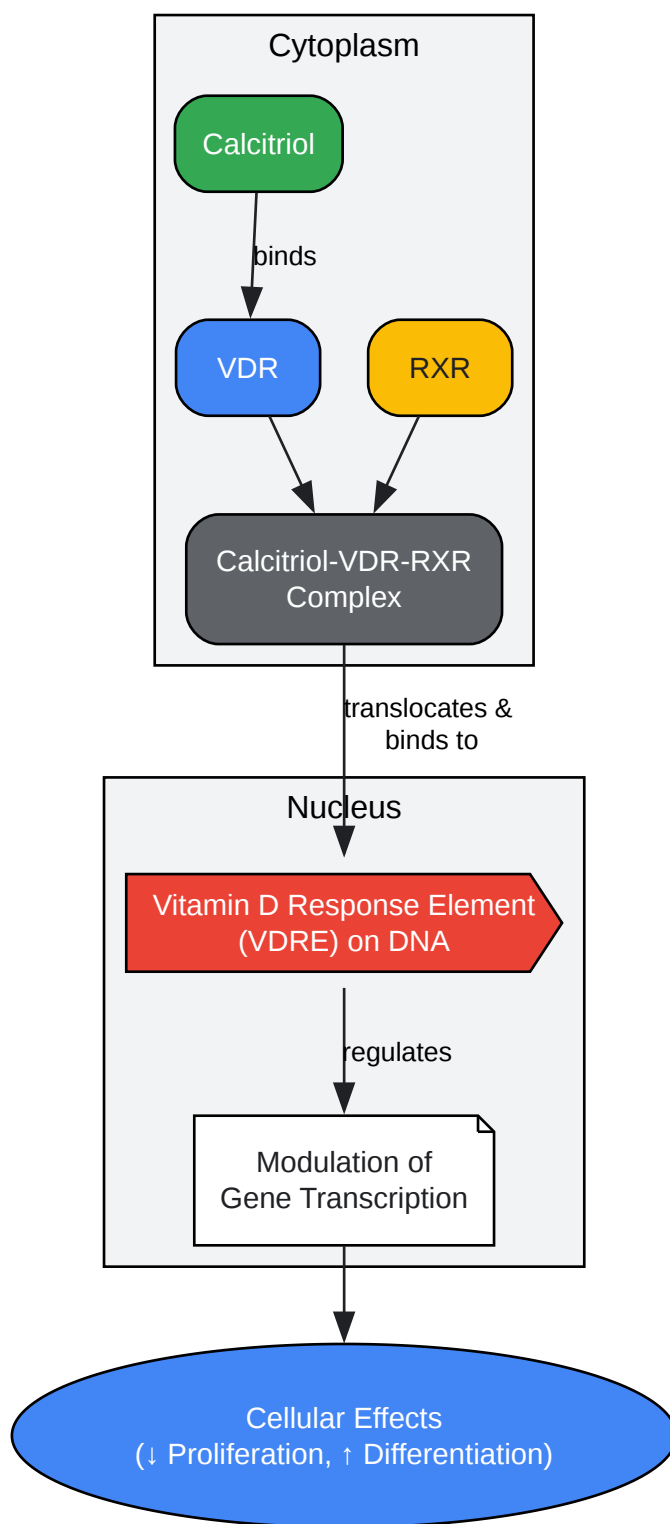 Cytoplasm
Calcitriol
binds
VDR
RXR
Calcitriol-VDR-RXR
Complex
translocates &
binds to
Nucleus
Vitamin D Response Element
(VDRE) on DNA
regulates
Modulation of
Gene Transcription
Cellular Effects
(↓ Proliferation, ↑ Differentiation)